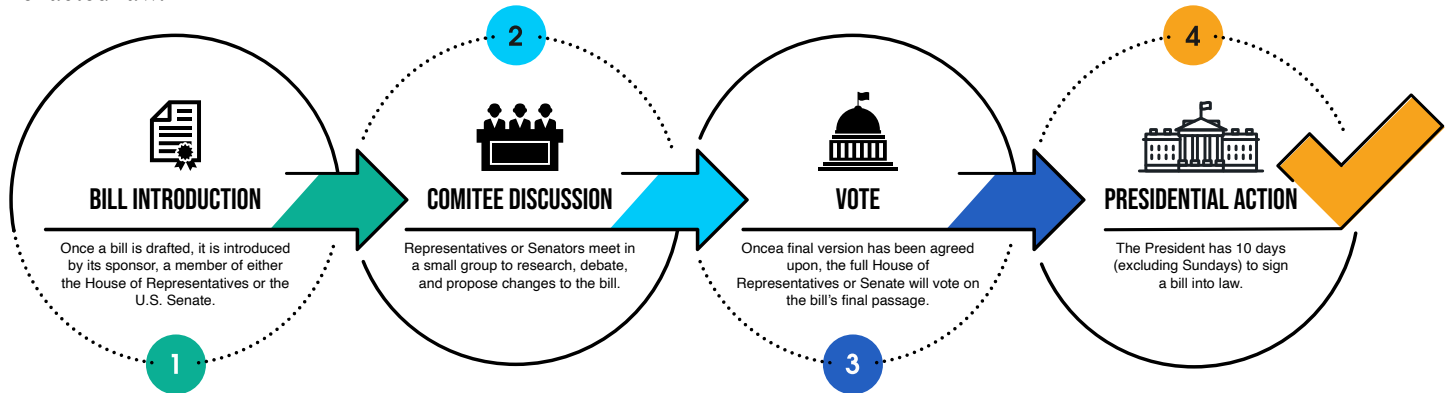 1
BILL INTRODUCTION
Once a bill is drafted, it is introduced
by its sponsor, a member of either
the House of Representatives or the
U.S. Senate.
2
COMITEE DISCUSSION
Representatives or Senators meet in
a small group to research, debate,
and propose changes to the bill.
3
VOTE
Oncea final version has been agreed
upon, the full House of
Representatives or Senate will vote on
the bill's final passage.
4
PRESIDENTIAL ACTION
The President has 10 days
(excluding Sundays) to sign
a bill into law.